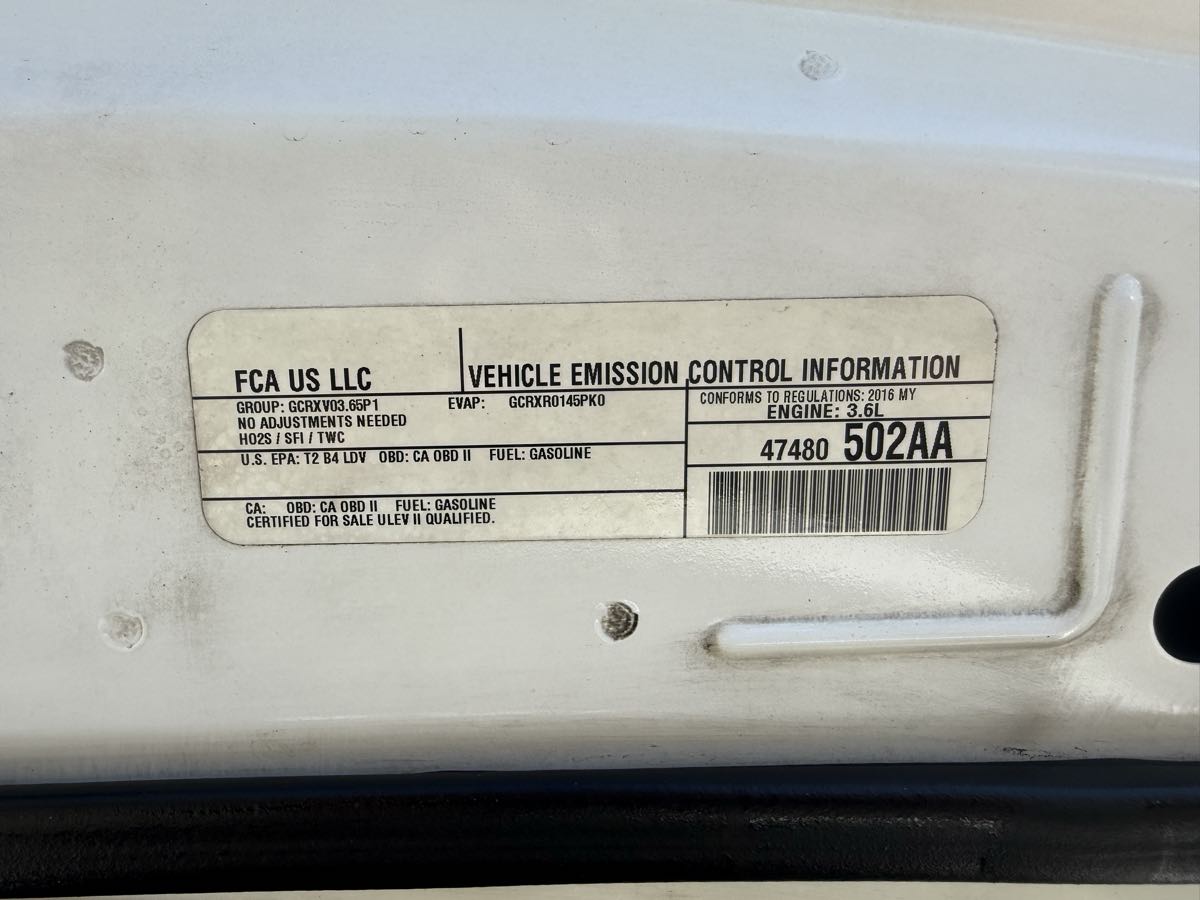 FCA US LLC
VEHICLE EMISSION CONTROL INFORMATION
GROUP: GCRXV03.65P1 EVAP: GCRXR0145PK0
NO ADJUSTMENTS NEEDED
HO2S / SFI / TWC
U.S. EPA: T2 B4 LDV OBD: CA OBD II FUEL: GASOLINE
CA: OBD: CA OBD II FUEL: GASOLINE
CERTIFIED FOR SALE ULEV II QUALIFIED.
CONFORMS TO REGULATIONS: 2016 MY
ENGINE: 3.6L
47480 502AA